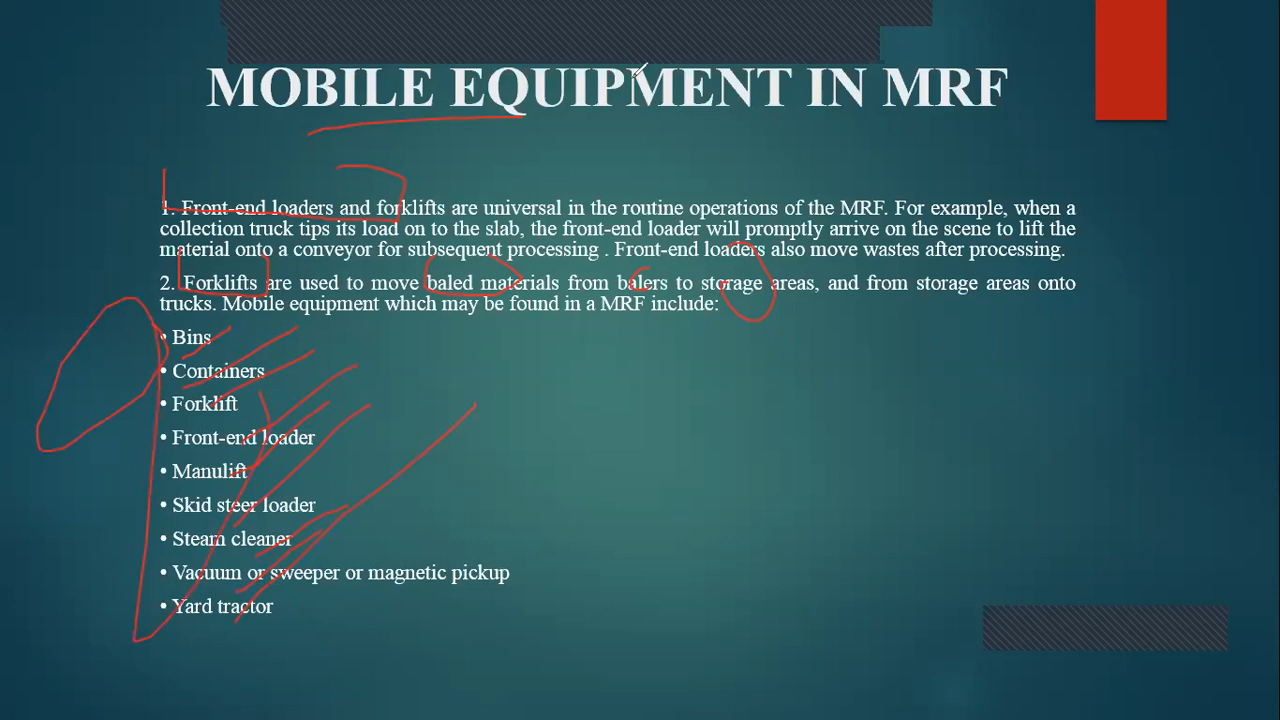 MOBILE EQUIPMENT IN MRF
1. Front-end loaders and forklifts are universal in the routine operations of the MRF. For example, when a
collection truck tips its load on to the slab, the front-end loader will promptly arrive on the scene to lift the
material onto a conveyor for subsequent processing . Front-end loaders also move wastes after processing.
2. Forklifts are used to move baled materials from balers to storage areas, and from storage areas onto
trucks. Mobile equipment which may be found in a MRF include:
• Bins
• Containers
• Forklift
• Front-end loader
• Manulift
• Skid steer loader
• Steam cleaner
• Vacuum or sweeper or magnetic pickup
• Yard tractor